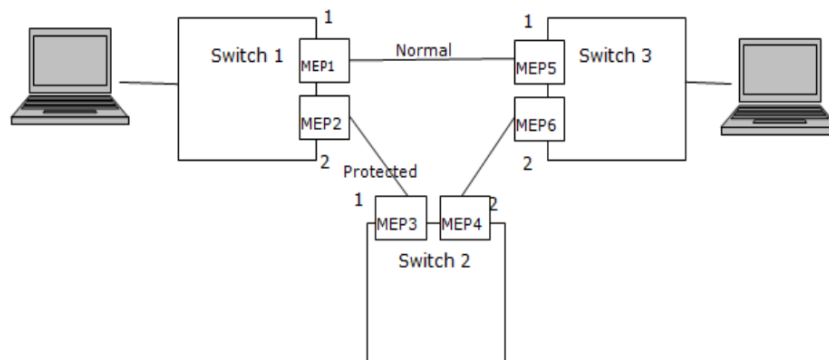 1
1
Switch 1
Normal
Switch 3
MEP1
MEP5
MEP2
MEP6
2
Protected
2
1
2
MEP3
MEP4
Switch 2